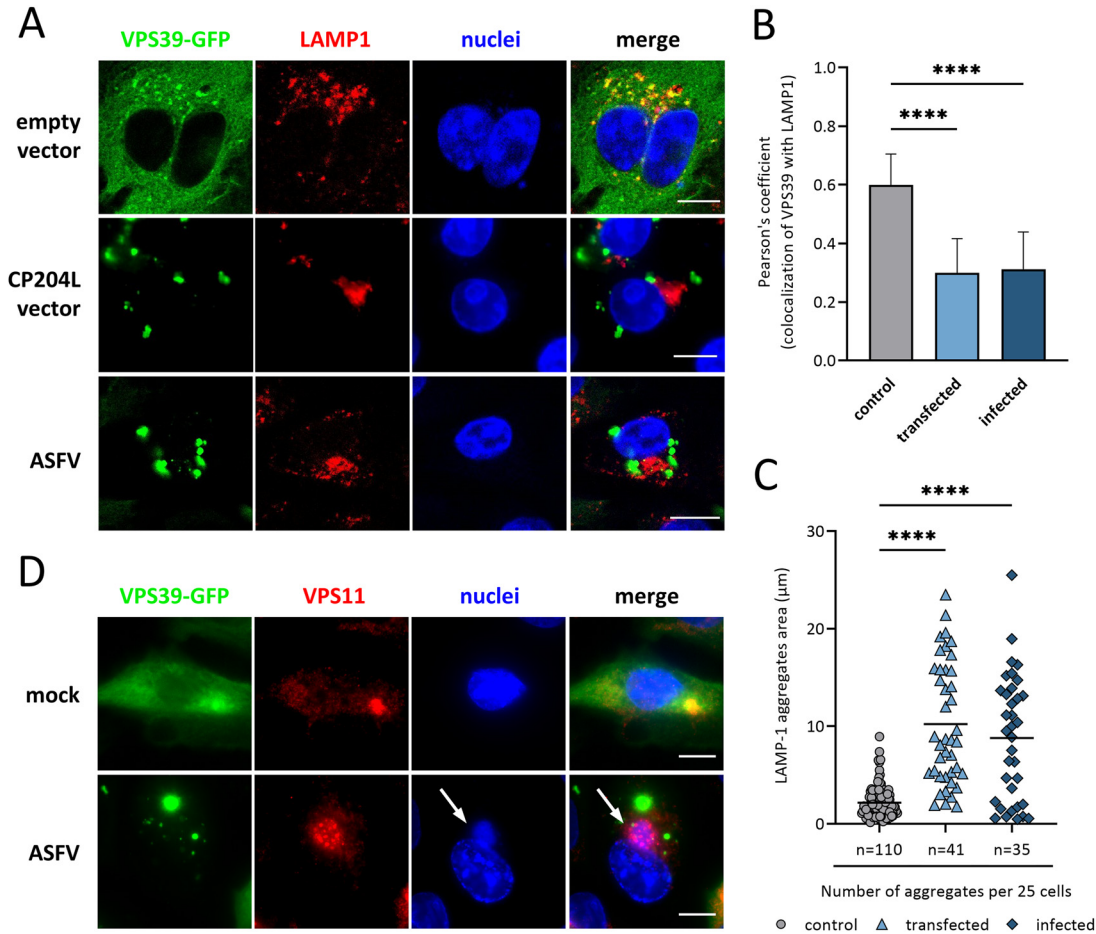 A
VPS39-GFP LAMP1 nuclei merge
empty
vector
CP204L
vector
ASFV
B
Pearson's coefficient
(colocalization of VPS39 with LAMP1)
1.0
0.8
0.6
0.4
0.2
0.0
****
****
control transfected infected
C
LAMP-1 aggregates area (μm)
30
20
10
0
****
****
n=110 n=41 n=35
Number of aggregates per 25 cells
control transfected infected
D
VPS39-GFP VPS11 nuclei merge
mock
ASFV